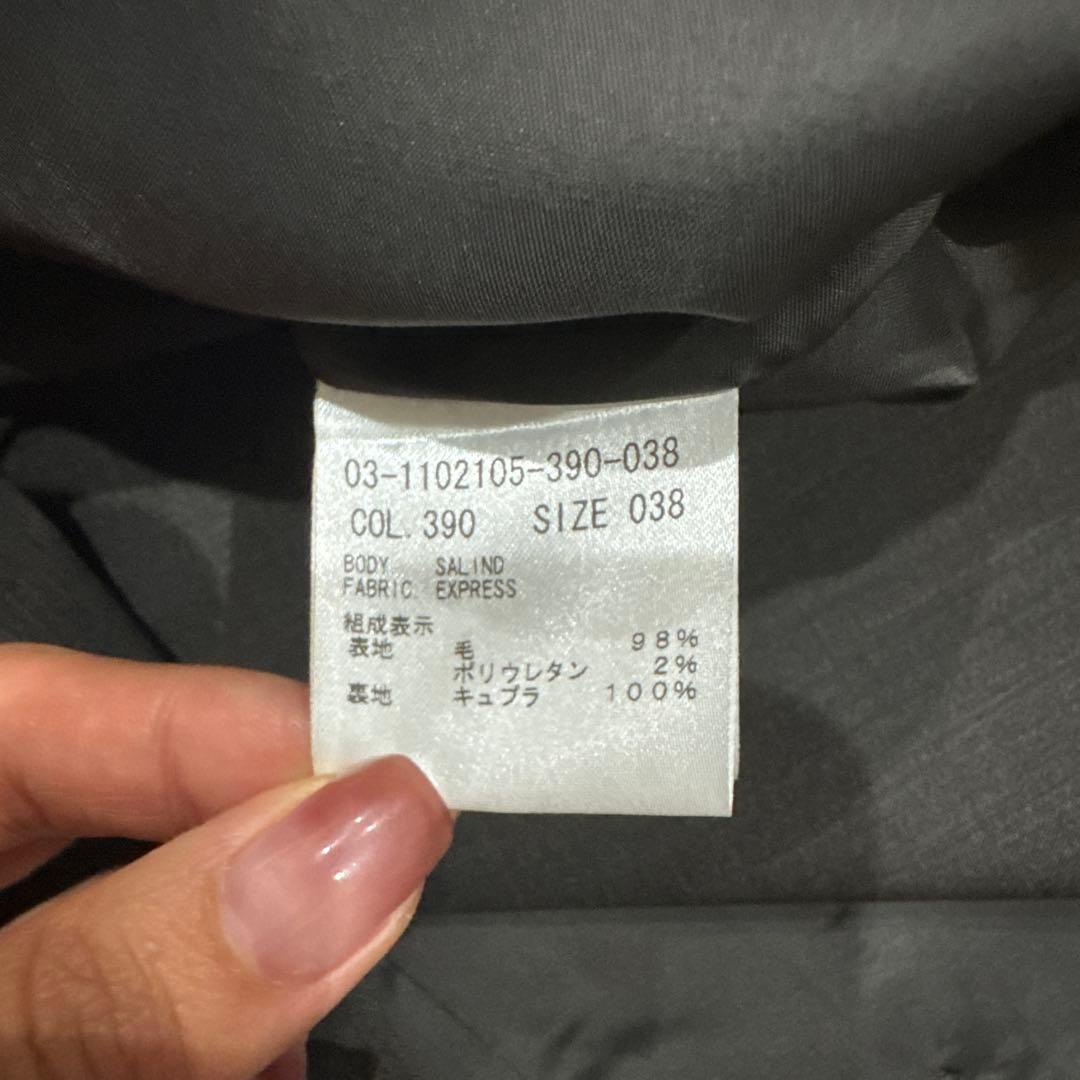 03-1102105-390-038
COL. 390 SIZE 038
BODY. SALIND
FABRIC. EXPRESS
組成表示
表地 毛 98%
ポリウレタン 2%
裏地 キュプラ 100%